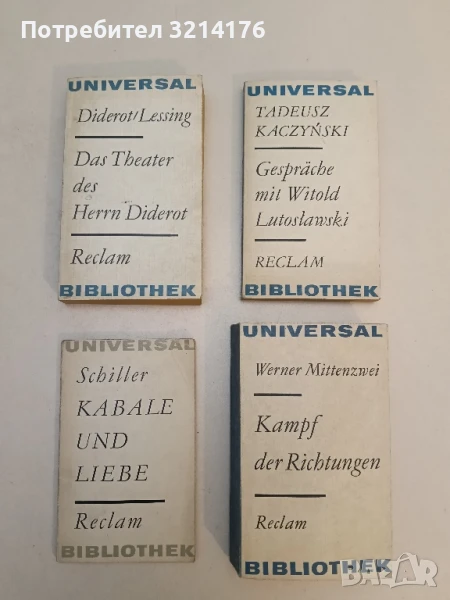 Потребител 3214176
UNIVERSAL
Diderot/Lessing
Das Theater
des
Herrn Diderot
Reclam
BIBLIOTHEK
UNIVERSAL
TADEUSZ
KACZYŃSKI
Gespräche
mit Witold
Lutosławski
RECLAM
BIBLIOTHEK
UNIVERSAL
Schiller
KABALE
UND
LIEBE
Reclam
BIBLIOTHEK
UNIVERSAL
Werner Mittenzwei
Kampf
der Richtungen
Reclam
BIBLIOTHEK
BAZAR